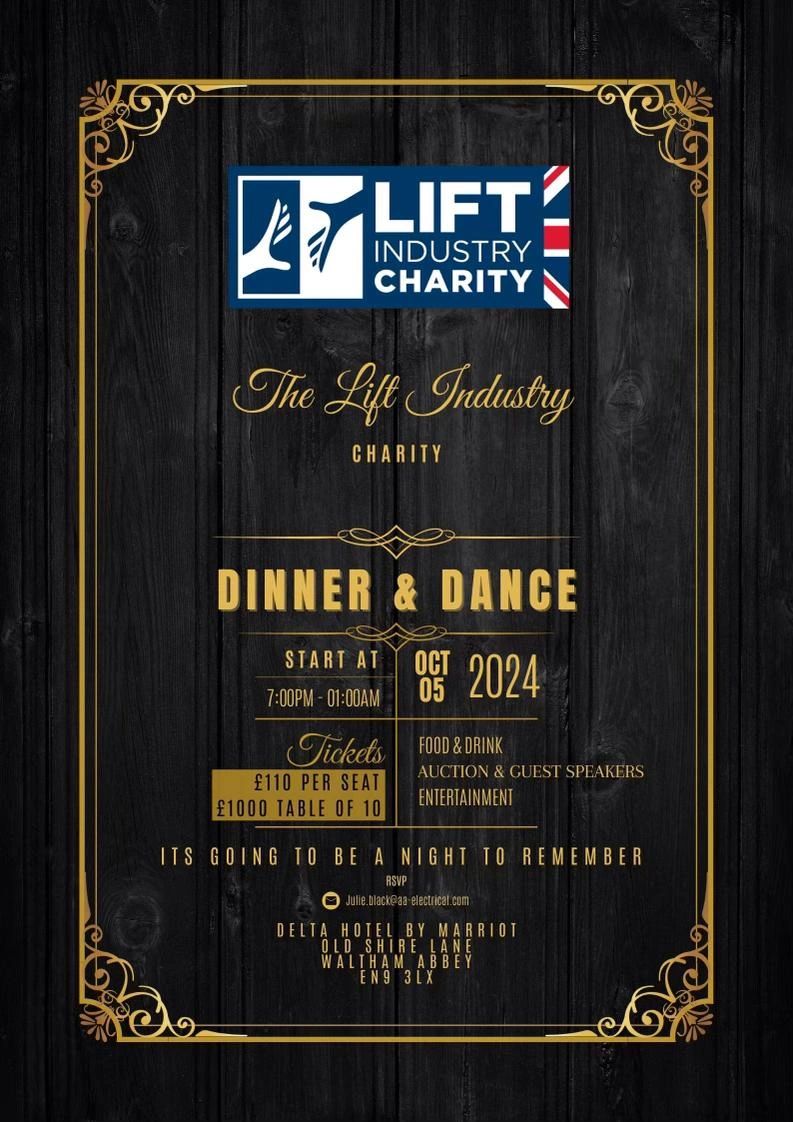 LIFT
INDUSTRY
CHARITY
The Lift Industry
CHARITY
DINNER & DANCE
START AT
7:00PM - 01:00AM
OCT
05
2024
Tickets
£110 PER SEAT
£1000 TABLE OF 10
FOOD & DRINK
AUCTION & GUEST SPEAKERS
ENTERTAINMENT
ITS GOING TO BE A NIGHT TO REMEMBER
RSVP
Julie.black@aa-electrical.com
DELTA HOTEL BY MARRIOT
OLD SHIRE LANE
WALTHAM ABBEY
EN9 3LX